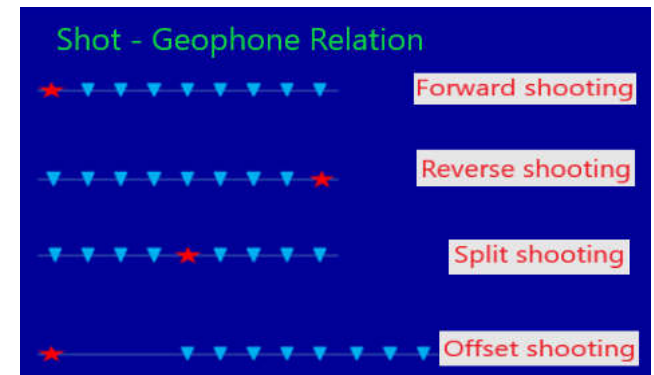 Shot - Geophone Relation
Forward shooting
Reverse shooting
Split shooting
Offset shooting